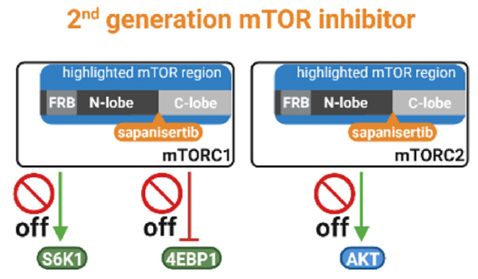 2nd generation mTOR inhibitor
highlighted mTOR region
highlighted mTOR region
FRB N-lobe C-lobe
FRB N-lobe C-lobe
sapanisertib
sapanisertib
mTORC1
mTORC2
off
off
off
S6K1
4EBP1
AKT